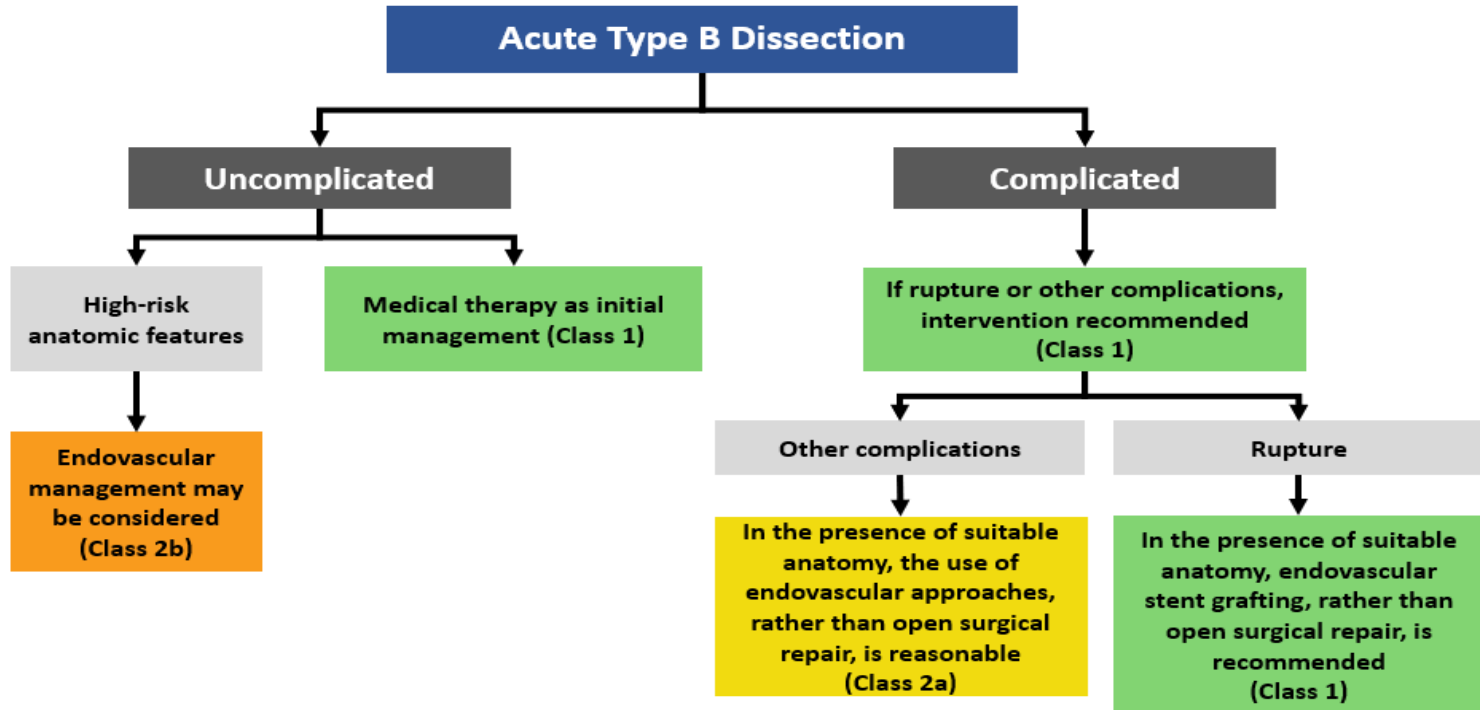 Acute Type B Dissection
Uncomplicated
Complicated
High-risk
anatomic features
Medical therapy as initial
management (Class 1)
If rupture or other complications,
intervention recommended
(Class 1)
Endovascular
management may
be considered
(Class 2b)
Other complications
Rupture
In the presence of suitable
anatomy, the use of
endovascular approaches,
rather than open surgical
repair, is reasonable
(Class 2a)
In the presence of suitable
anatomy, endovascular
stent grafting, rather than
open surgical repair, is
recommended
(Class 1)